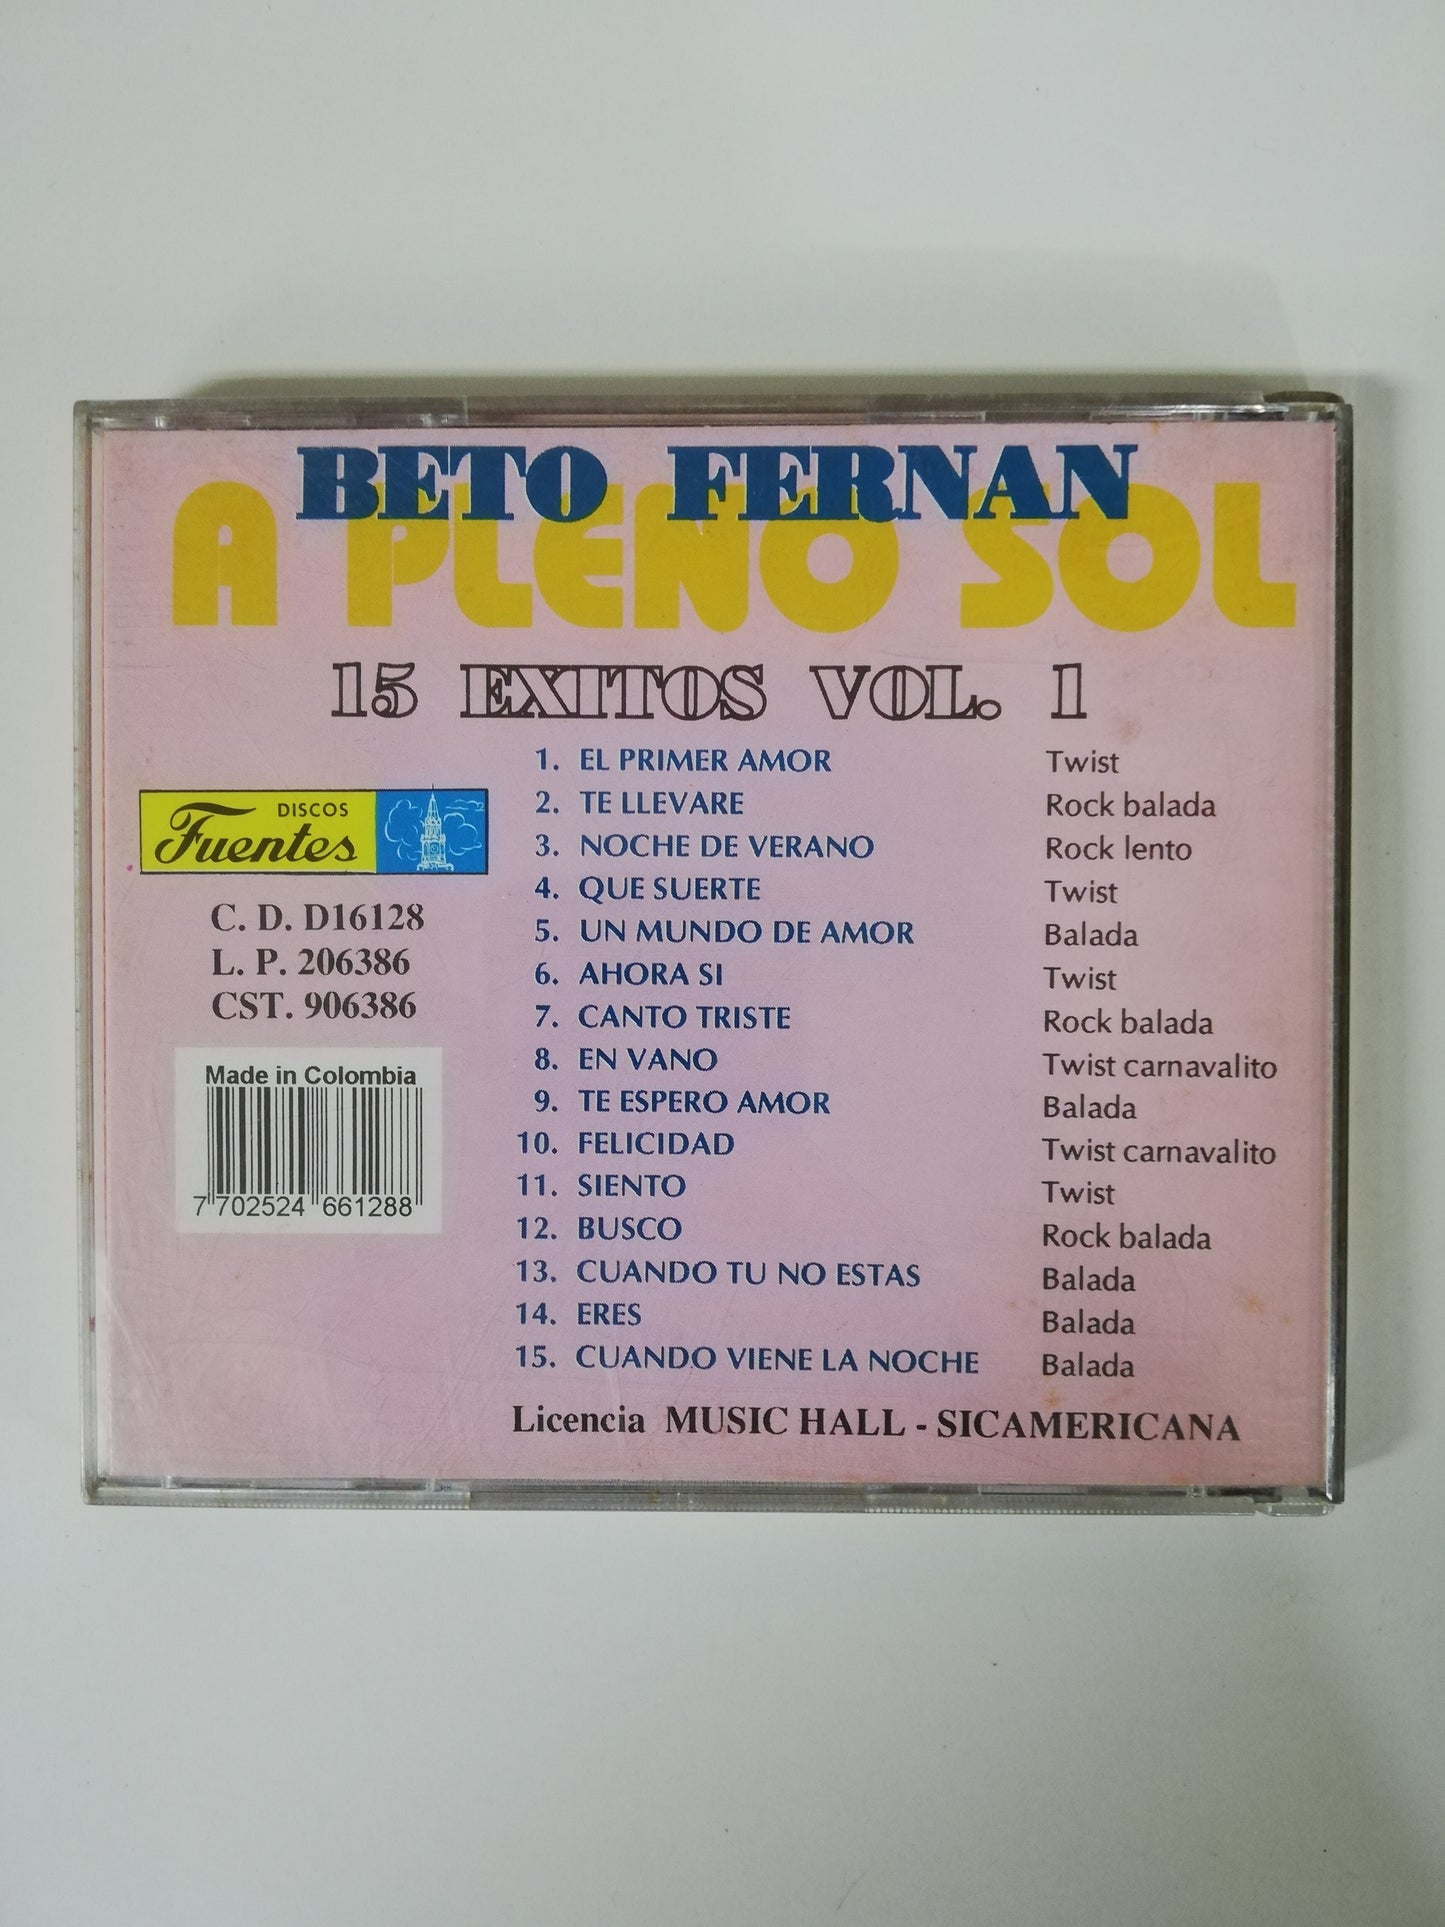 BETO FERNAN
A PLENO SOL
15 EXITOS VOL. 1
DISCOS
Fuentes
C. D. D16128
L. P. 206386
CST. 906386
Made in Colombia
7 702524 661288
1. EL PRIMER AMOR Twist
2. TE LLEVARE Rock balada
3. NOCHE DE VERANO Rock lento
4. QUE SUERTE Twist
5. UN MUNDO DE AMOR Balada
6. AHORA SI Twist
7. CANTO TRISTE Rock balada
8. EN VANO Twist carnavalito
9. TE ESPERO AMOR Balada
10. FELICIDAD Twist carnavalito
11. SIENTO Twist
12. BUSCO Rock balada
13. CUANDO TU NO ESTAS Balada
14. ERES Balada
15. CUANDO VIENE LA NOCHE Balada
Licencia MUSIC HALL - SICAMERICANA